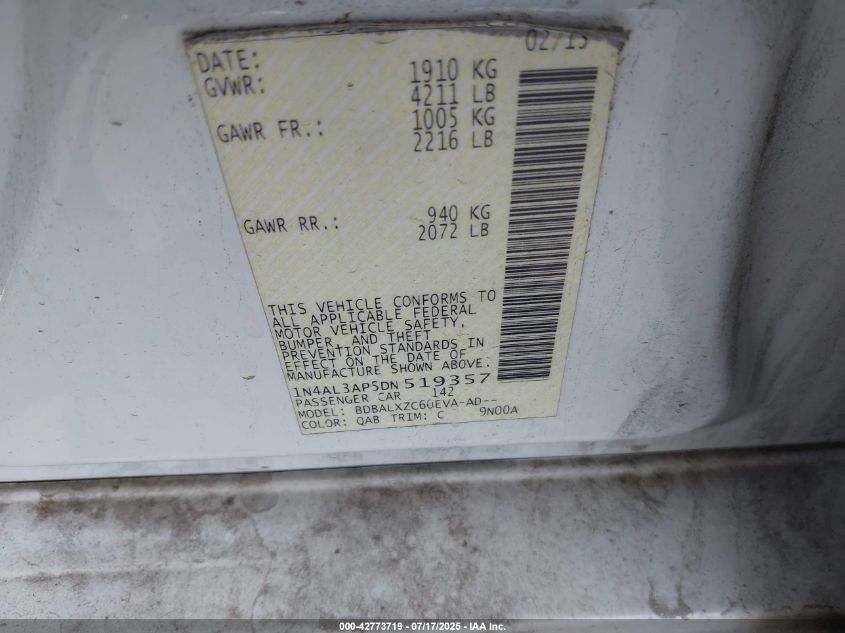 02/13
DATE:
GVWR: 1910 KG
4211 LB
GAWR FR.: 1005 KG
2216 LB
GAWR RR.: 940 KG
2072 LB
THIS VEHICLE CONFORMS TO
ALL APPLICABLE FEDERAL
MOTOR VEHICLE SAFETY,
BUMPER, AND THEFT
PREVENTION STANDARDS IN
EFFECT ON THE DATE OF
MANUFACTURE SHOWN ABOVE.
1N4AL3AP5DN519357
PASSENGER CAR 142
MODEL: BDBALXZC60EVA-AD--
COLOR: QAB TRIM: C 9N00A
000-42773719 - 07/17/2025 - IAA Inc.